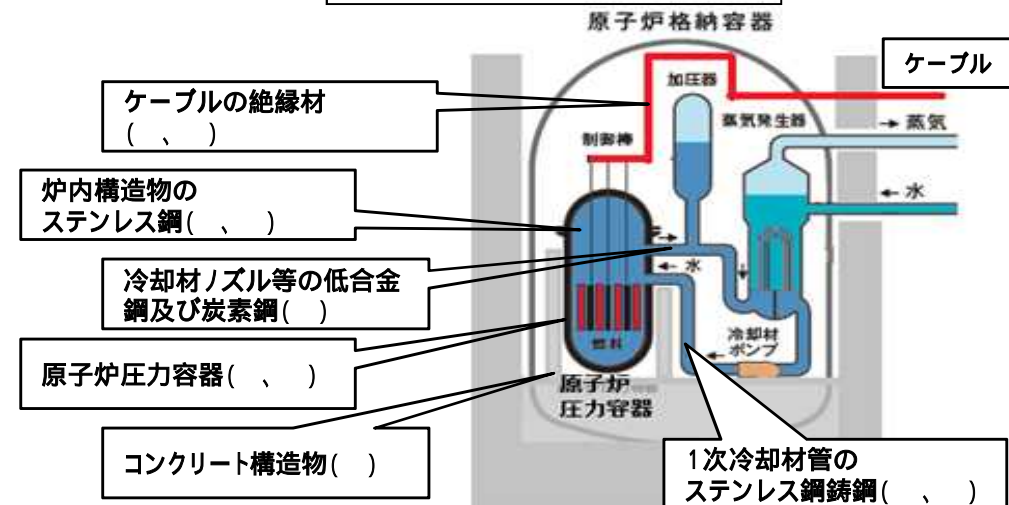 原子炉格納容器
ケーブル
加圧器
ケーブルの絶縁材
(　、　)
蒸気発生器
→ 蒸気
制御棒
炉内構造物の
ステンレス鋼(　、　)
← 水
冷却材ノズル等の低合金
鋼及び炭素鋼(　)
← 水
冷却材
ポンプ
燃料
原子炉圧力容器(　、　)
原子炉
圧力容器
コンクリート構造物(　)
1次冷却材管の
ステンレス鋼鋳鋼(　、　)